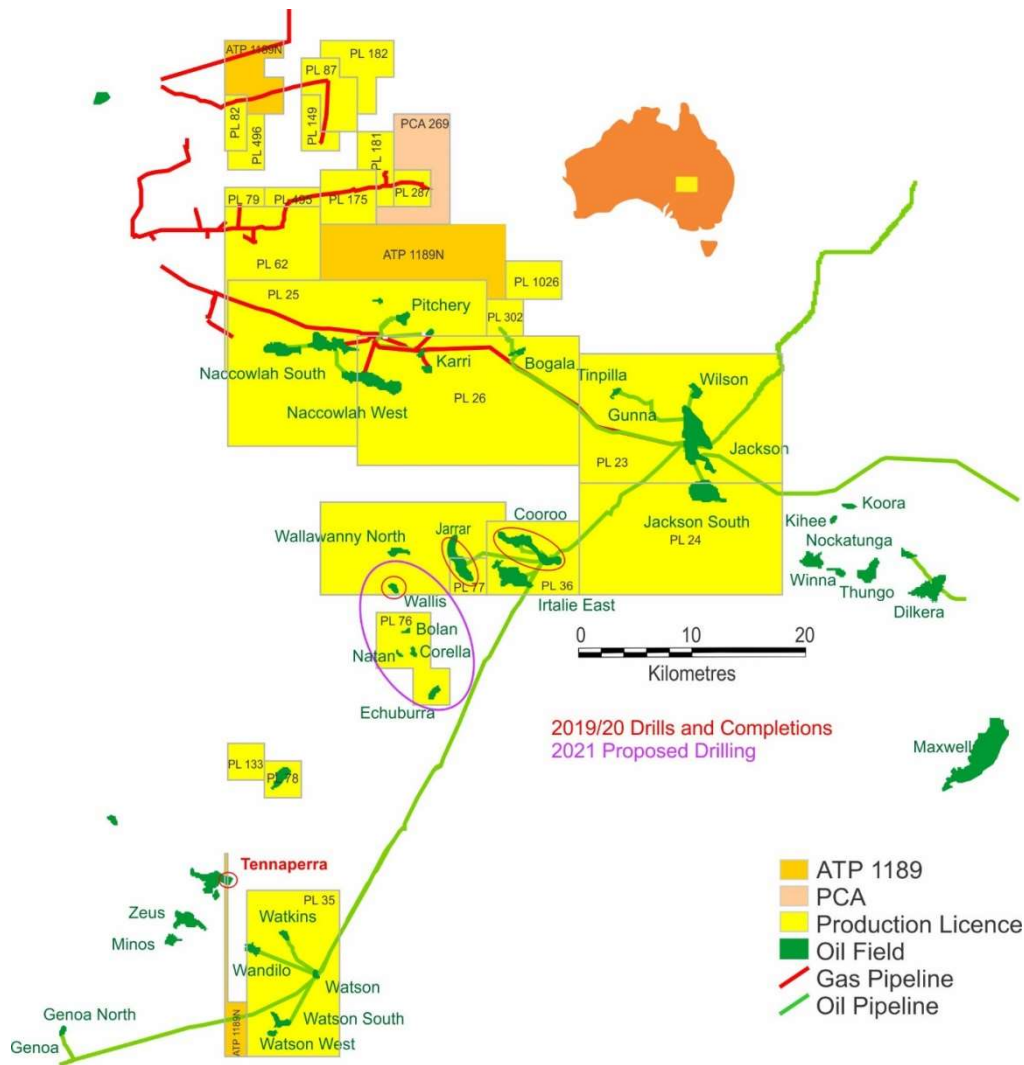 ATP 1189N
PL 182
PL 87
PL 82
PL 496
PL 149
PCA 269
PL 181
PL 287
PL 79
PL 495
PL 175
ATP 1189N
PL 62
PL 1026
PL 25
PL 302
Pitchery
Karri
Bogala
Naccowlah South
Naccowlah West
PL 26
Tinpilla
Wilson
Gunna
Jackson
PL 23
Jackson South
PL 24
Cooroo
Jarrar
Wallawanny North
PL 77
PL 36
Irtalie East
Wallis
PL 76
Bolan
Natan
Corella
Echuburra
Koora
Kihee
Nockatunga
Winna
Thungo
Dilkera
0 10 20
Kilometres
2019/20 Drills and Completions
2021 Proposed Drilling
Maxwell
PL 133
PL 78
Tennaperra
PL 35
Zeus
Minos
Watkins
Wandilo
Watson
Genoa North
Genoa
ATP 1189N
Watson South
Watson West
ATP 1189
PCA
Production Licence
Oil Field
Gas Pipeline
Oil Pipeline